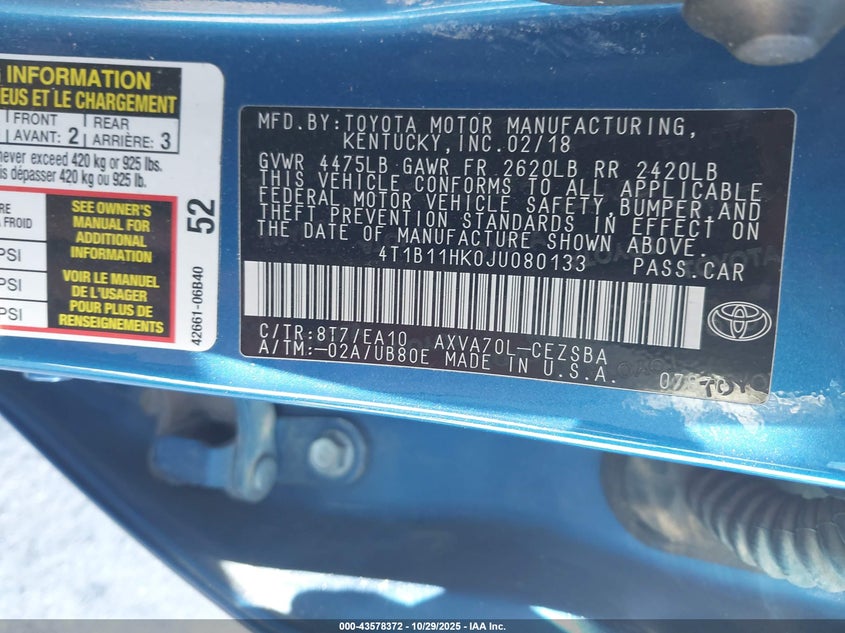 G INFORMATION
EUS ET LE CHARGEMENT
FRONT
AVANT: 2
REAR
ARRIÈRE: 3
never exceed 420 kg or 925 lbs.
dépasser 420 kg ou 925 lb.
FROID
PSI
PSI
PSI
SEE OWNER'S
MANUAL FOR
ADDITIONAL
INFORMATION
VOIR LE MANUEL
DE L'USAGER
POUR PLUS DE
RENSEIGNEMENTS
52
42661-06B40
MFD.BY:TOYOTA MOTOR MANUFACTURING,
KENTUCKY,INC.02/18
GVWR 4475LB GAWR FR 2620LB RR 2420LB
THIS VEHICLE CONFORMS TO ALL APPLICABLE
FEDERAL MOTOR VEHICLE SAFETY,BUMPER,AND
THEFT PREVENTION STANDARDS IN EFFECT ON
THE DATE OF MANUFACTURE SHOWN ABOVE.
4T1B11HK0JU080133 PASS.CAR
C/TR:8T7/EA10 AXVA70L-CEZSBA
A/TM:-02A/UB80E MADE IN U.S.A.
TOYOTA
07
000-43578372 - 10/29/2025 - IAA Inc.